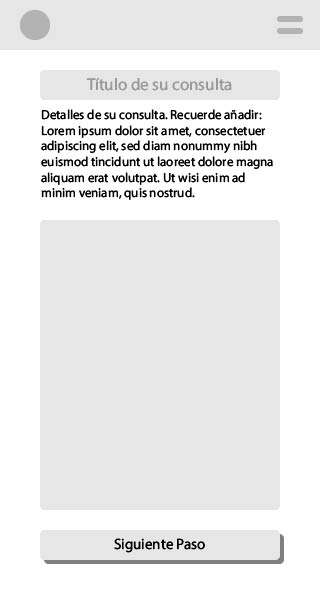 Título de su consulta
Detalles de su consulta. Recuerde añadir:
Lorem ipsum dolor sit amet, consectetuer
adipiscing elit, sed diam nonummy nibh
euismod tincidunt ut laoreet dolore magna
aliquam erat volutpat. Ut wisi enim ad
minim veniam, quis nostrud.
Siguiente Paso